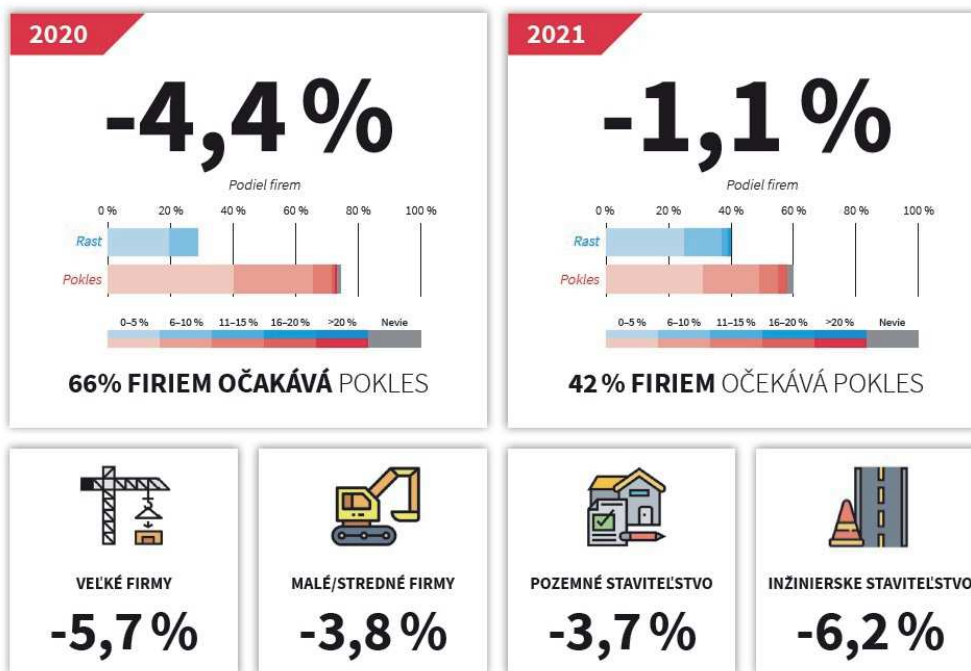 2020
-4,4 %
Podiel firem
0 % 20 % 40 % 60 % 80 % 100 %
Rast
Pokles
0–5 % 6–10 % 11–15 % 16–20 % >20 % Nevie
66% FIRIEM OČAKÁVÁ POKLES
2021
-1,1 %
Podiel firem
0 % 20 % 40 % 60 % 80 % 100 %
Rast
Pokles
0–5 % 6–10 % 11–15 % 16–20 % >20 % Nevie
42 % FIRIEM OČEKÁVÁ POKLES
VEĽKÉ FIRMY
-5,7 %
MALÉ/STREDNÉ FIRMY
-3,8 %
POZEMNÉ STAVITEĽSTVO
-3,7 %
INŽINIERSKE STAVITEĽSTVO
-6,2 %